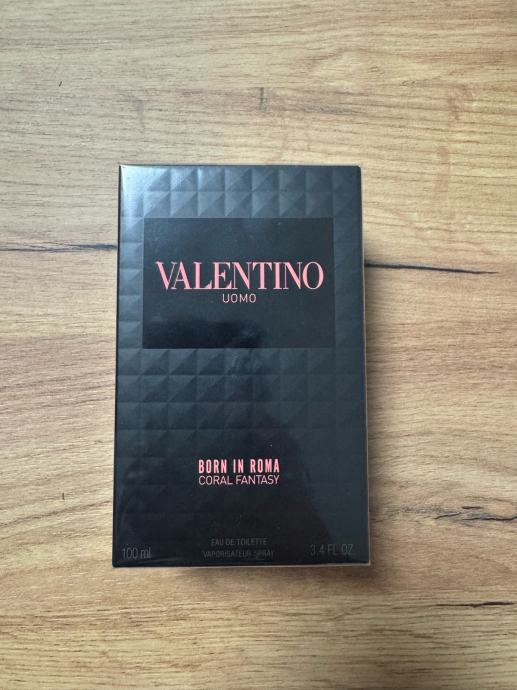 VALENTINO
UOMO
BORN IN ROMA
CORAL FANTASY
EAU DE TOILETTE
100 ml VAPORISATEUR SPRAY 3.4 FL OZ